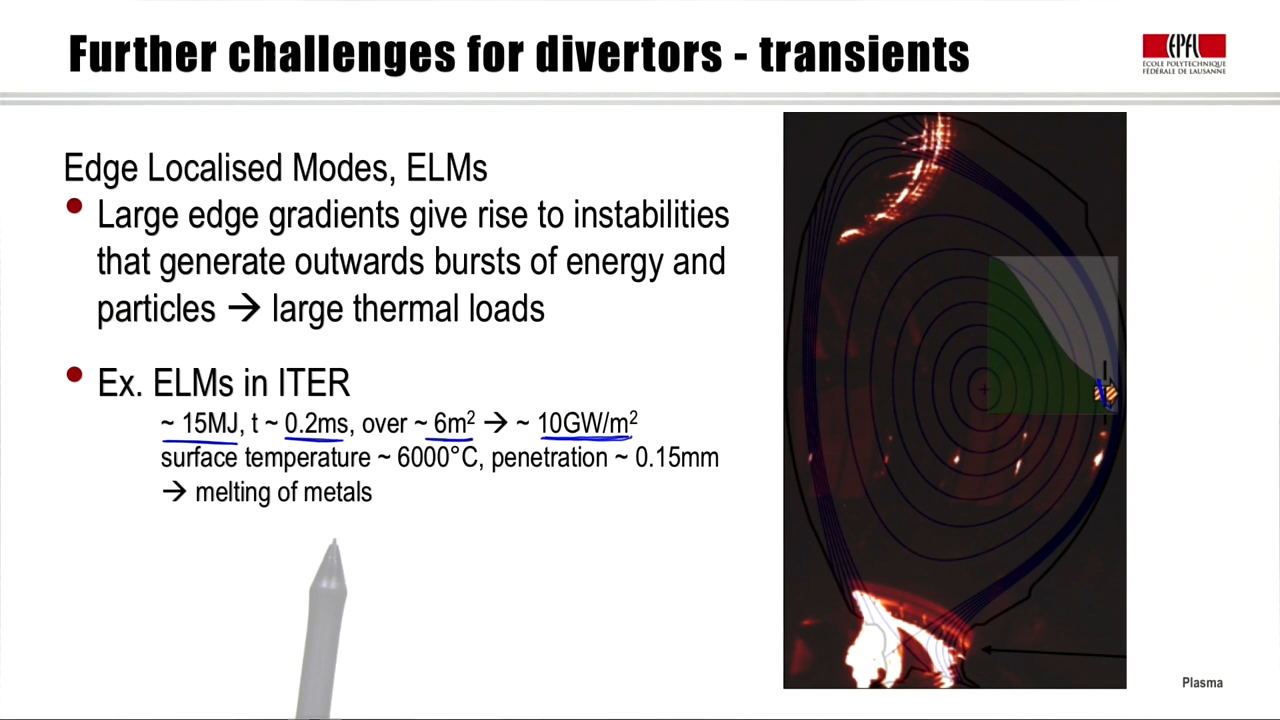 Further challenges for divertors - transients
EPFL
ÉCOLE POLYTECHNIQUE
FÉDÉRALE DE LAUSANNE
Edge Localised Modes, ELMs
• Large edge gradients give rise to instabilities
that generate outwards bursts of energy and
particles → large thermal loads
• Ex. ELMs in ITER
~ 15MJ, t ~ 0.2ms, over ~ 6m² → ~ 10GW/m²
surface temperature ~ 6000°C, penetration ~ 0.15mm
→ melting of metals
Plasma